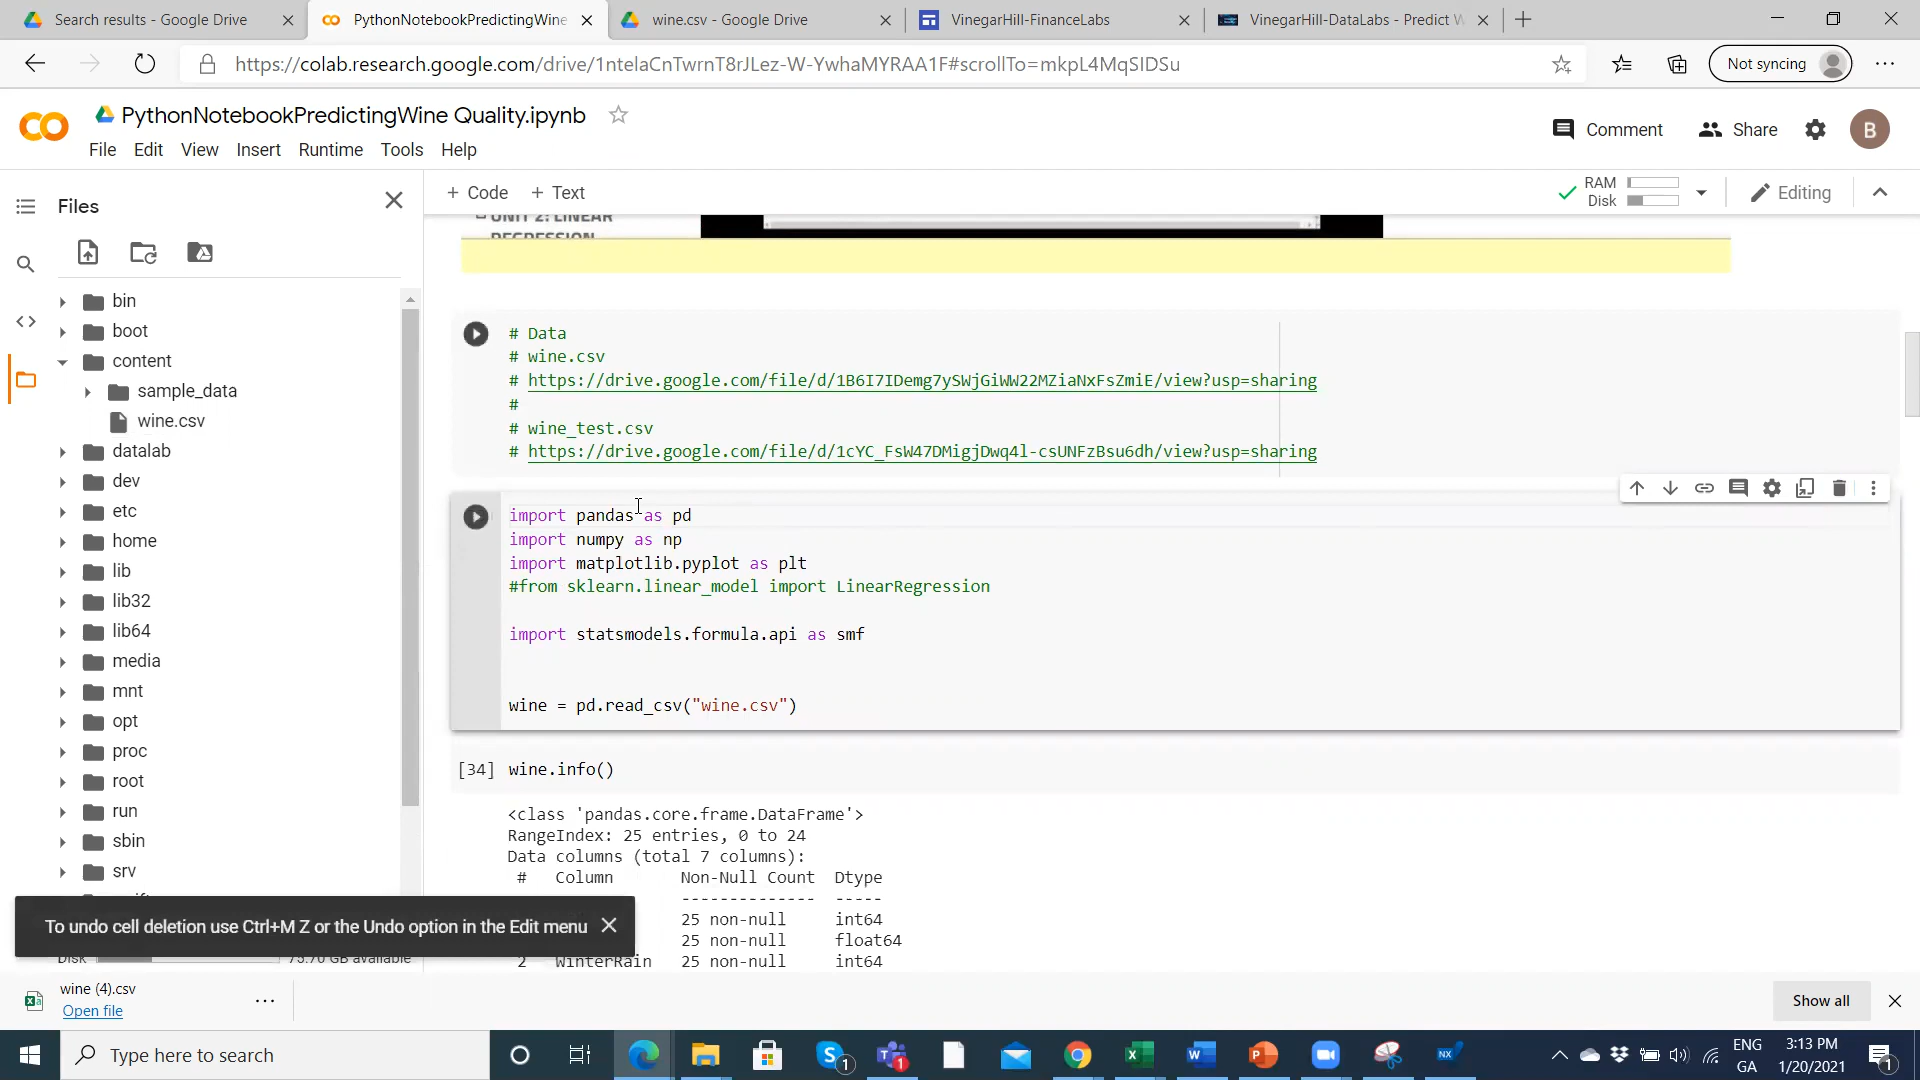 Search results - Google Drive
PythonNotebookPredictingWine
wine.csv - Google Drive
VinegarHill-FinanceLabs
VinegarHill-DataLabs - Predict W
https://colab.research.google.com/drive/1ntelaCnTwrnT8rJLez-W-YwhaMYRAA1F#scrollTo=mkpL4MqSIDSu
Not syncing
PythonNotebookPredictingWine Quality.ipynb
Comment
Share
B
File Edit View Insert Runtime Tools Help
Files
+ Code + Text
RAM
Disk
Editing
UNIT 2: LINEAR
REGRESSION
bin
boot
content
sample_data
wine.csv
datalab
dev
etc
home
lib
lib32
lib64
media
mnt
opt
proc
root
run
sbin
srv
# Data
# wine.csv
# https://drive.google.com/file/d/1B6I7IDemg7ySWjGiWW22MZiaNxFsZmiE/view?usp=sharing
#
# wine_test.csv
# https://drive.google.com/file/d/1cYC_FsW47DMigjDwq4l-csUNFzBsu6dh/view?usp=sharing
import pandas as pd
import numpy as np
import matplotlib.pyplot as plt
#from sklearn.linear_model import LinearRegression
import statsmodels.formula.api as smf
wine = pd.read_csv("wine.csv")
[34] wine.info()
<class 'pandas.core.frame.DataFrame'>
RangeIndex: 25 entries, 0 to 24
Data columns (total 7 columns):
# Column Non-Null Count Dtype
-------------- -----
25 non-null int64
25 non-null float64
2 WinterRain 25 non-null int64
To undo cell deletion use Ctrl+M Z or the Undo option in the Edit menu
Disk 75.70 GB available
wine (4).csv
Open file
Show all
Type here to search
ENG
GA
3:13 PM
1/20/2021